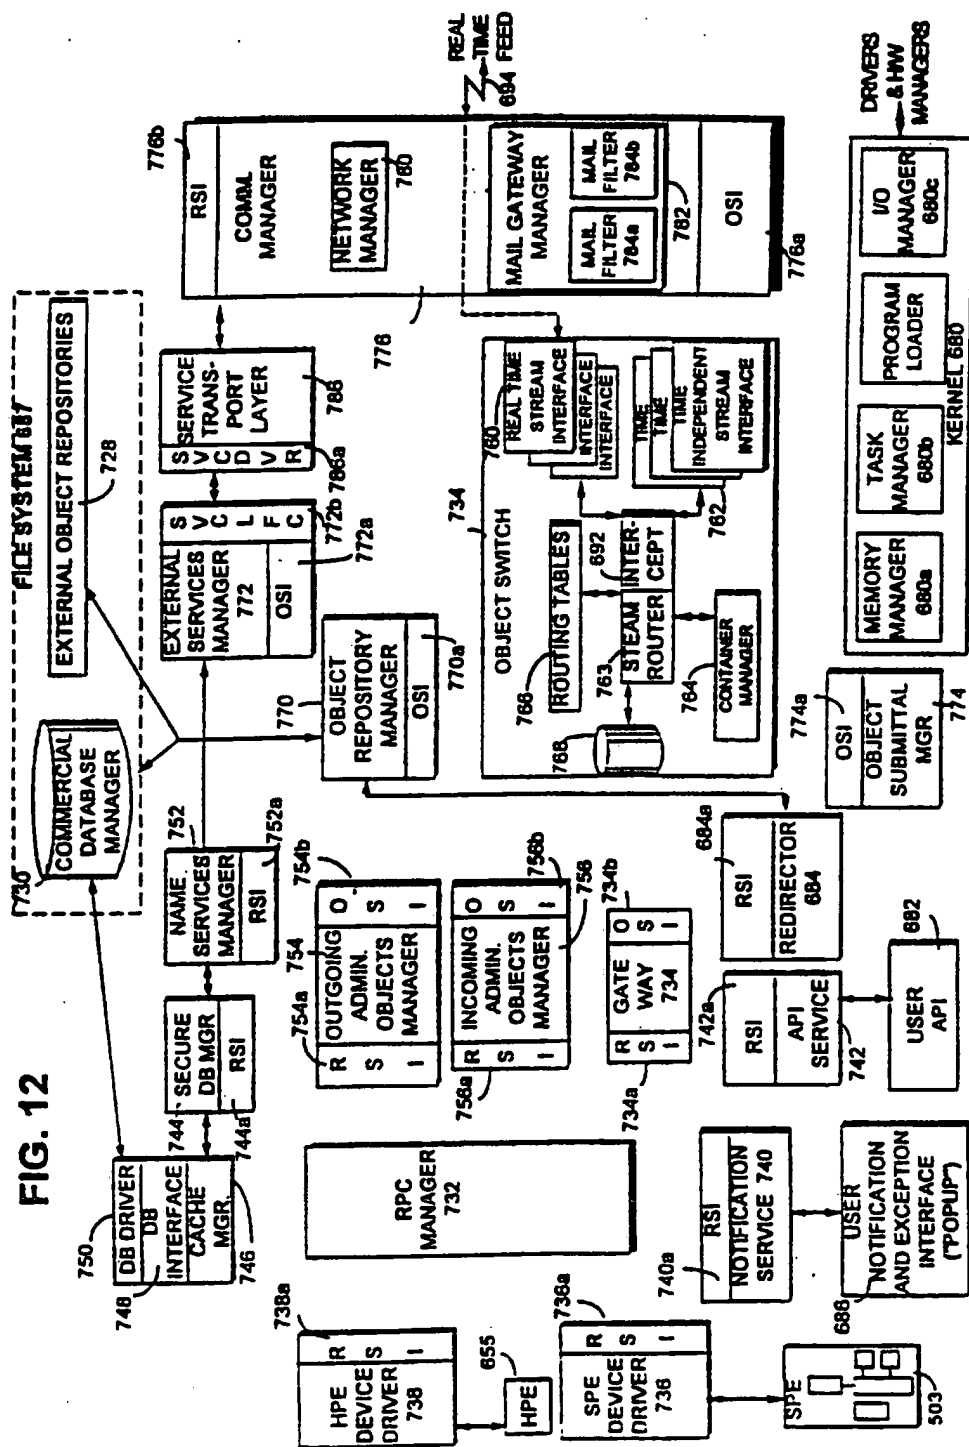 FIG. 12
FILE SYSTEM 687
EXTERNAL OBJECT REPOSITORIES
728
730
COMMERCIAL
DATABASE
MANAGER
750
DB DRIVER
DB
INTERFACE
CACHE
MGR.
748
746
744
SECURE
DB MGR
RSI
744a
752
NAME
SERVICES
MANAGER
RSI
752a
EXTERNAL
SERVICES
MANAGER
772
OSI
S
V
C
I
F
C
772b
772a
S
V
C
D
V
R
SERVICE
TRANS-
PORT
LAYER
786
786a
776b
RSI
COMM.
MANAGER
NETWORK
MANAGER
780
776
MAIL GATEWAY
MANAGER
MAIL
FILTER
784a
MAIL
FILTER
784b
782
OSI
776a
REAL
TIME
FEED
694
738a
HPE
DEVICE
DRIVER
738
R
S
I
655
HPE
RPC
MANAGER
732
754a
754
754b
R
S
I
OUTGOING
ADMIN.
OBJECTS
MANAGER
O
S
I
756a
R
S
I
INCOMING
ADMIN.
OBJECTS
MANAGER
O
S
I
756b
756
770
OBJECT
REPOSITORY
MANAGER
OSI
770a
734
OBJECT SWITCH
768
766
ROUTING TABLES
763
STEAM
ROUTER
692
INTER-
CEPT
764
CONTAINER
MANAGER
760
REAL TIME
STREAM
INTERFACE
INTERFACE
INTERFACE
TIME
TIME
TIME
INDEPENDENT
STREAM
INTERFACE
762
736a
SPE
DEVICE
DRIVER
736
R
S
I
SPE
503
734a
R
S
I
GATE
WAY
734
O
S
I
734b
740a
RSI
NOTIFICATION
SERVICE 740
688
USER
NOTIFICATION
AND EXCEPTION
INTERFACE
("POPUP")
742a
RSI
API
SERVICE
742
USER
API
682
684a
RSI
REDIRECTOR
684
774a
OSI
OBJECT
SUBMITTAL
MGR
774
MEMORY
MANAGER
680a
TASK
MANAGER
680b
PROGRAM
LOADER
I/O
MANAGER
680c
KERNEL 680
DRIVERS
& H/W
MANAGERS